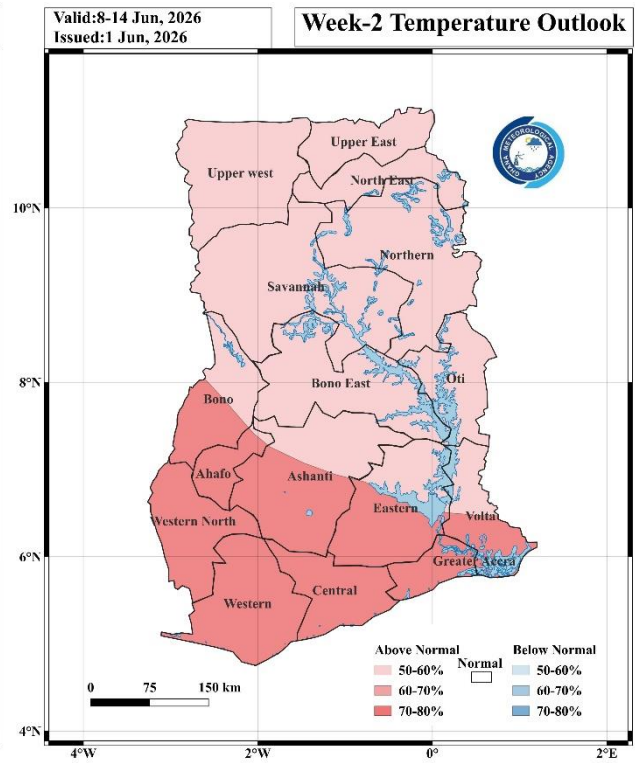 Valid:8-14 Jun, 2026
Issued:1 Jun, 2026
Week-2 Temperature Outlook
Upper East
Upper west
North East
GHANA METEOROLOGICAL AGENCY
10°N
Northern
Savannah
8°N
Bono East
Oti
Bono
Ahafo
Ashanti
Eastern
Volta
Western North
6°N
Greater Accra
Central
Western
Above Normal
Normal
Below Normal
50-60%
50-60%
60-70%
60-70%
70-80%
70-80%
0
75
150 km
4°N
4°W
2°W
0°
2°E